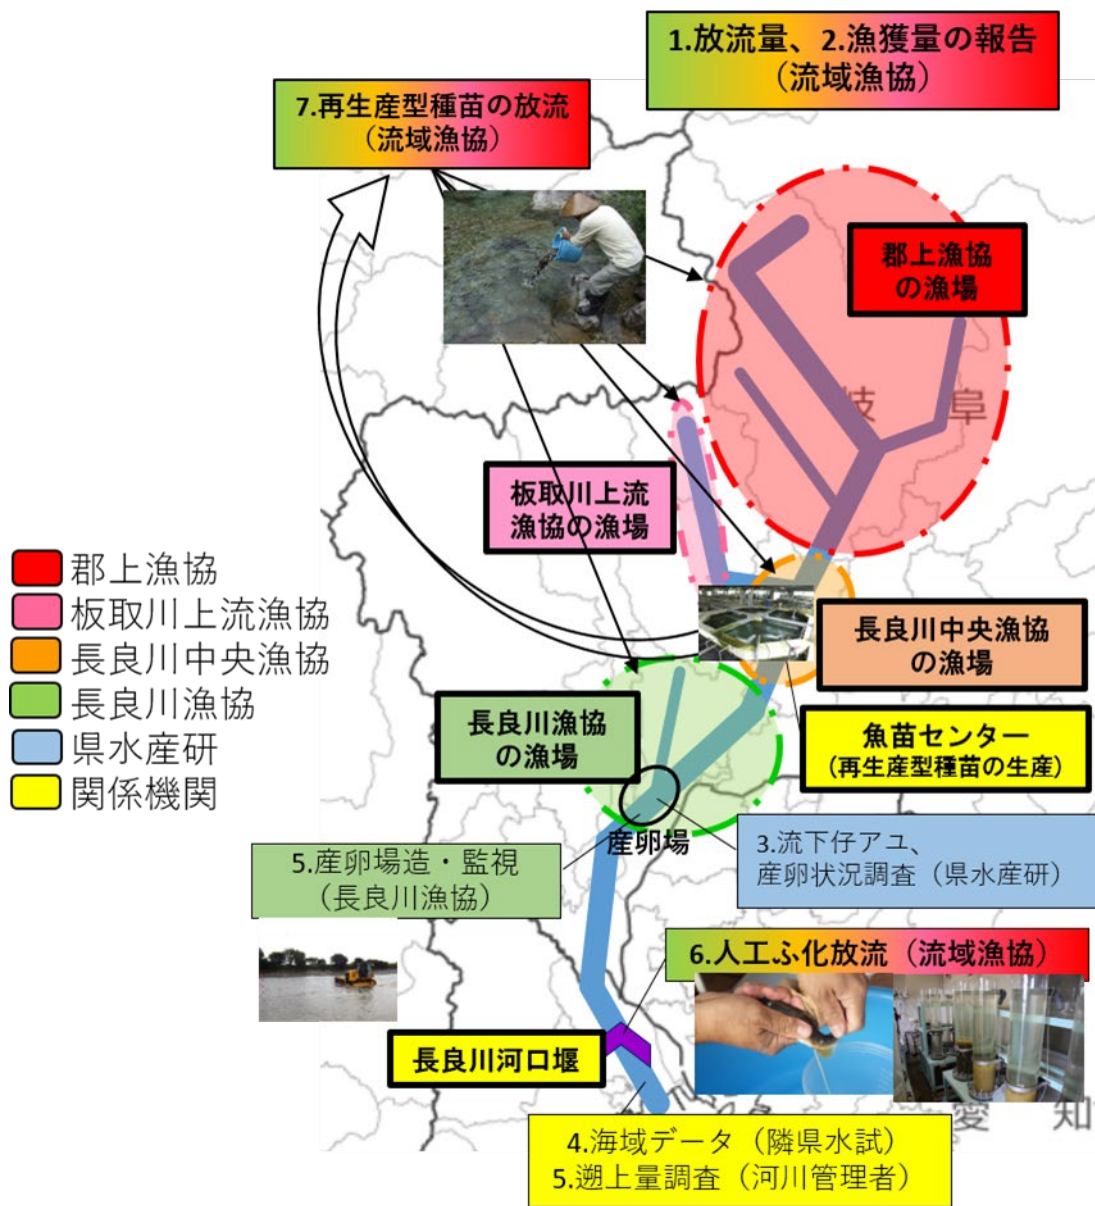 1.放流量、2.漁獲量の報告
(流域漁協)
7.再生産型種苗の放流
(流域漁協)
郡上漁協
の漁場
岐 阜
板取川上流
漁協の漁場
郡上漁協
板取川上流漁協
長良川中央漁協
長良川漁協
県水産研
関係機関
長良川中央漁協
の漁場
長良川漁協
の漁場
魚苗センター
(再生産型種苗の生産)
産卵場
3.流下仔アユ、
産卵状況調査(県水産研)
5.産卵場造・監視
(長良川漁協)
6.人工ふ化放流(流域漁協)
長良川河口堰
愛 知
4.海域データ(隣県水試)
5.遡上量調査(河川管理者)